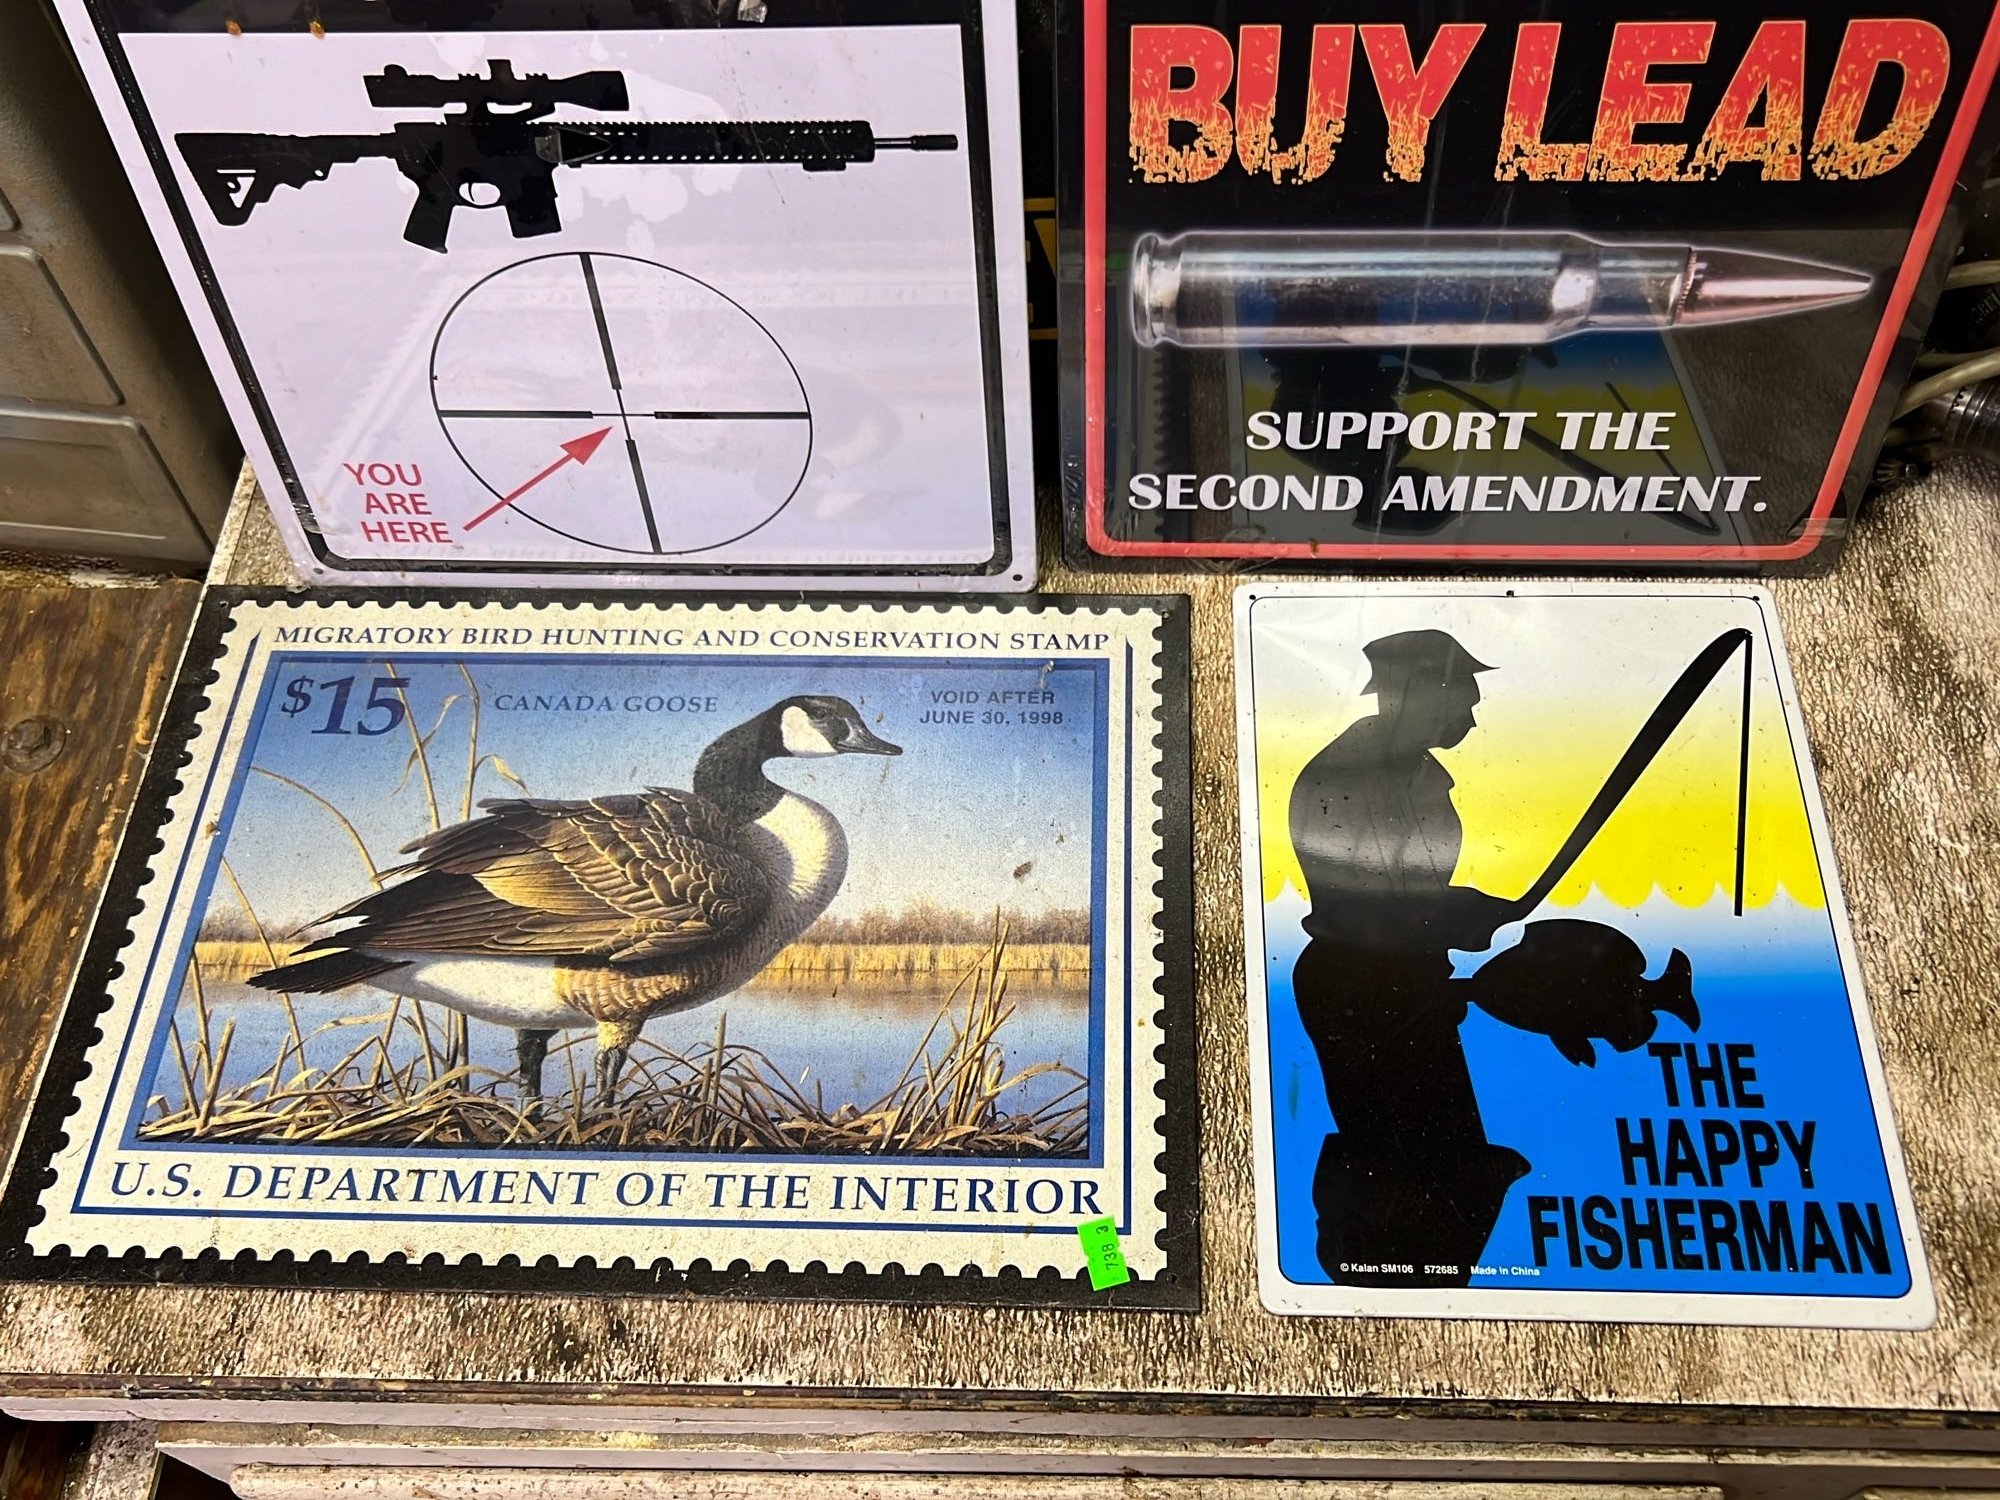 YOU
ARE
HERE
BUY LEAD
SUPPORT THE
SECOND AMENDMENT.
MIGRATORY BIRD HUNTING AND CONSERVATION STAMP
$15
CANADA GOOSE
VOID AFTER
JUNE 30, 1998
U.S. DEPARTMENT OF THE INTERIOR
738 3
THE
HAPPY
FISHERMAN
© Kalan SM106 572685 Made in China